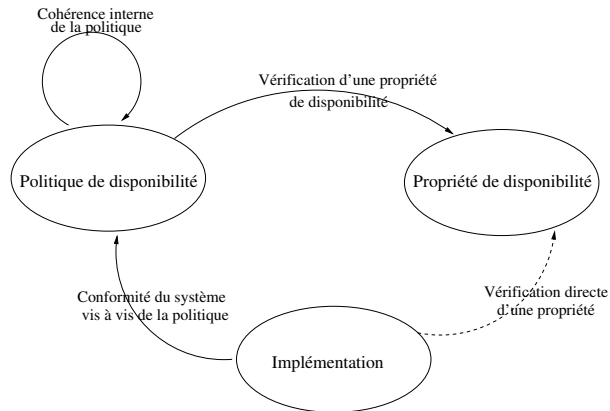 Cohérence interne
de la politique
Vérification d'une propriété
de disponibilité
Politique de disponibilité
Propriété de disponibilité
Conformité du système
vis à vis de la politique
Vérification directe
d'une propriété
Implémentation